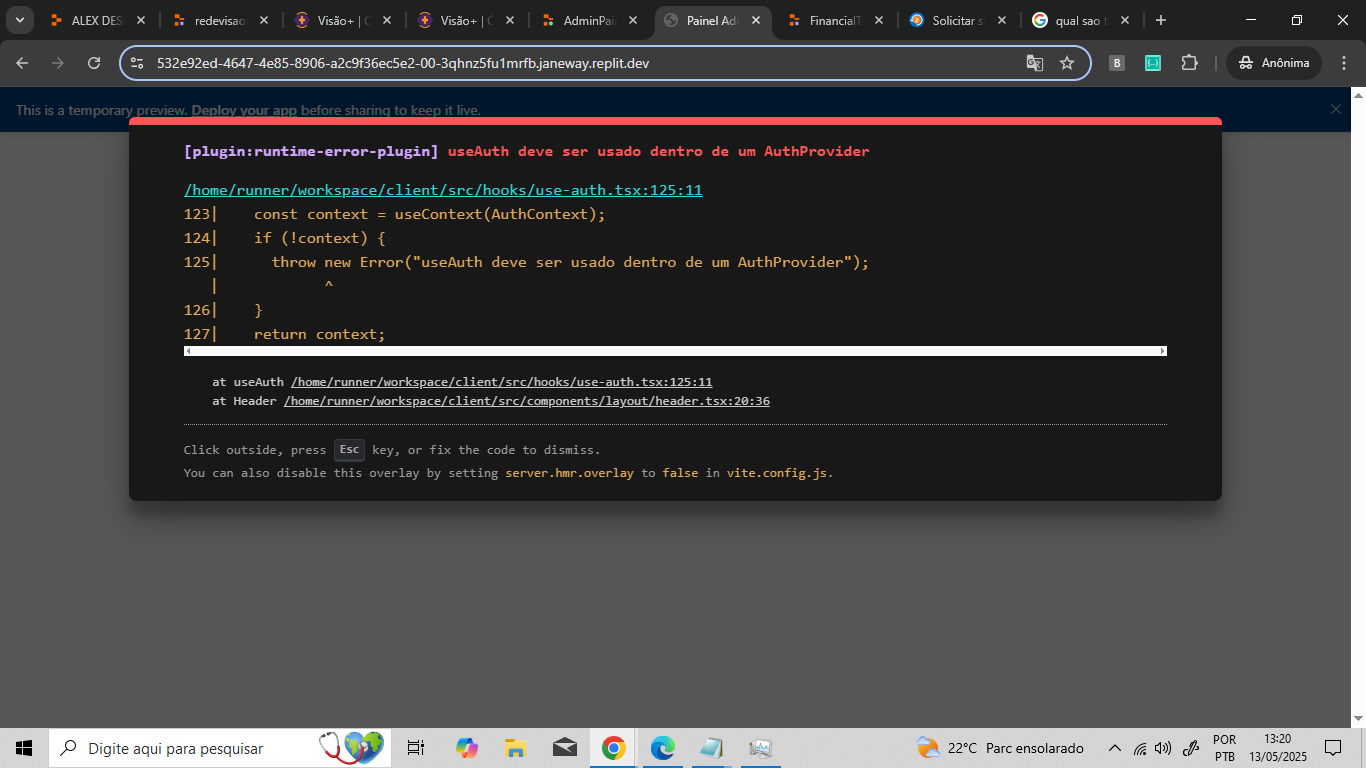 ALEX DES
redevisao
Visão+ | C
Visão+ |
AdminPai
Painel Ad
FinancialT
Solicitar s
qual sao t
532e92ed-4647-4e85-8906-a2c9f36ec5e2-00-3qhnz5fu1mrfb.janeway.replit.dev
B
Anônima
This is a temporary preview. Deploy your app before sharing to keep it live.
[plugin:runtime-error-plugin] useAuth deve ser usado dentro de um AuthProvider
/home/runner/workspace/client/src/hooks/use-auth.tsx:125:11
123|    const context = useContext(AuthContext);
124|    if (!context) {
125|      throw new Error("useAuth deve ser usado dentro de um AuthProvider");
|            ^
126|    }
127|    return context;
at useAuth /home/runner/workspace/client/src/hooks/use-auth.tsx:125:11
at Header /home/runner/workspace/client/src/components/layout/header.tsx:20:36
Click outside, press Esc key, or fix the code to dismiss.
You can also disable this overlay by setting server.hmr.overlay to false in vite.config.js.
Digite aqui para pesquisar
22°C Parc ensolarado
POR
PTB
13:20
13/05/2025